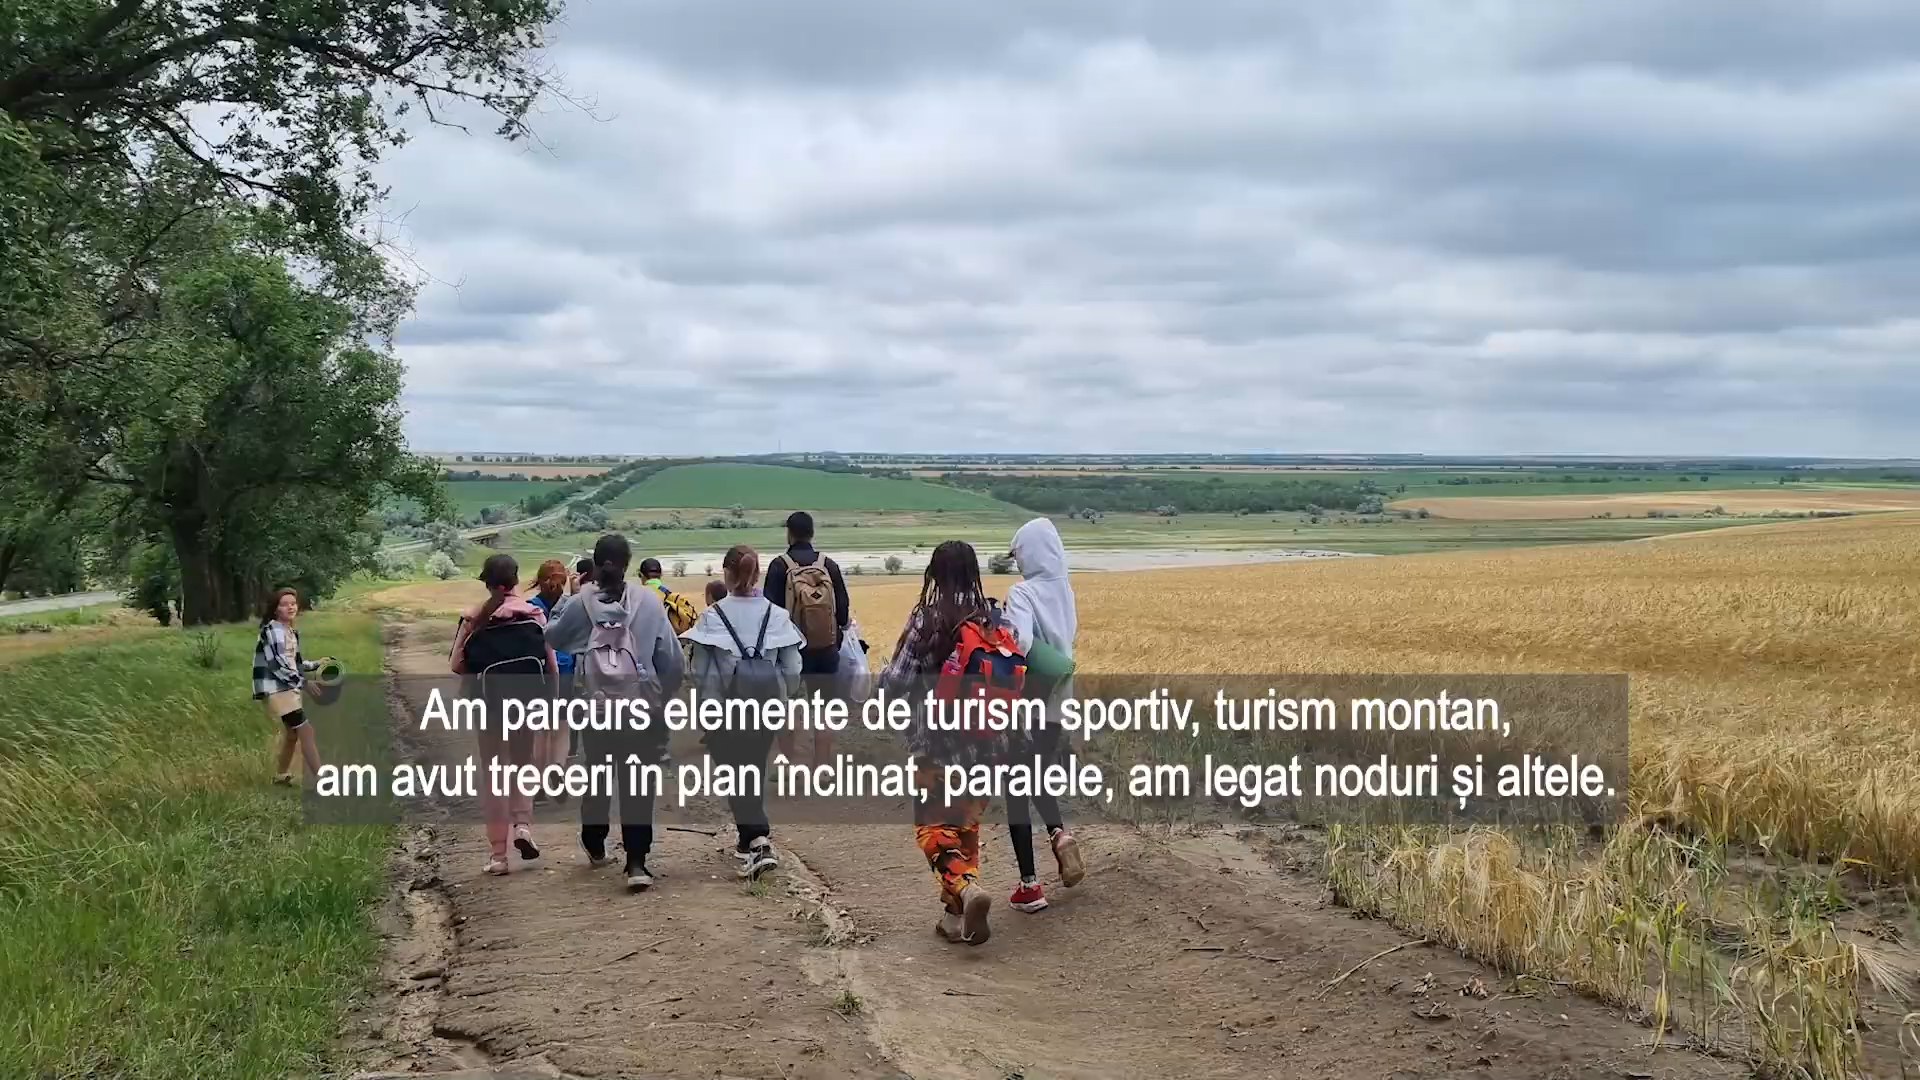 Am parcurs elemente de turism sportiv, turism montan,
am avut treceri în plan înclinat, paralele, am legat noduri și altele.